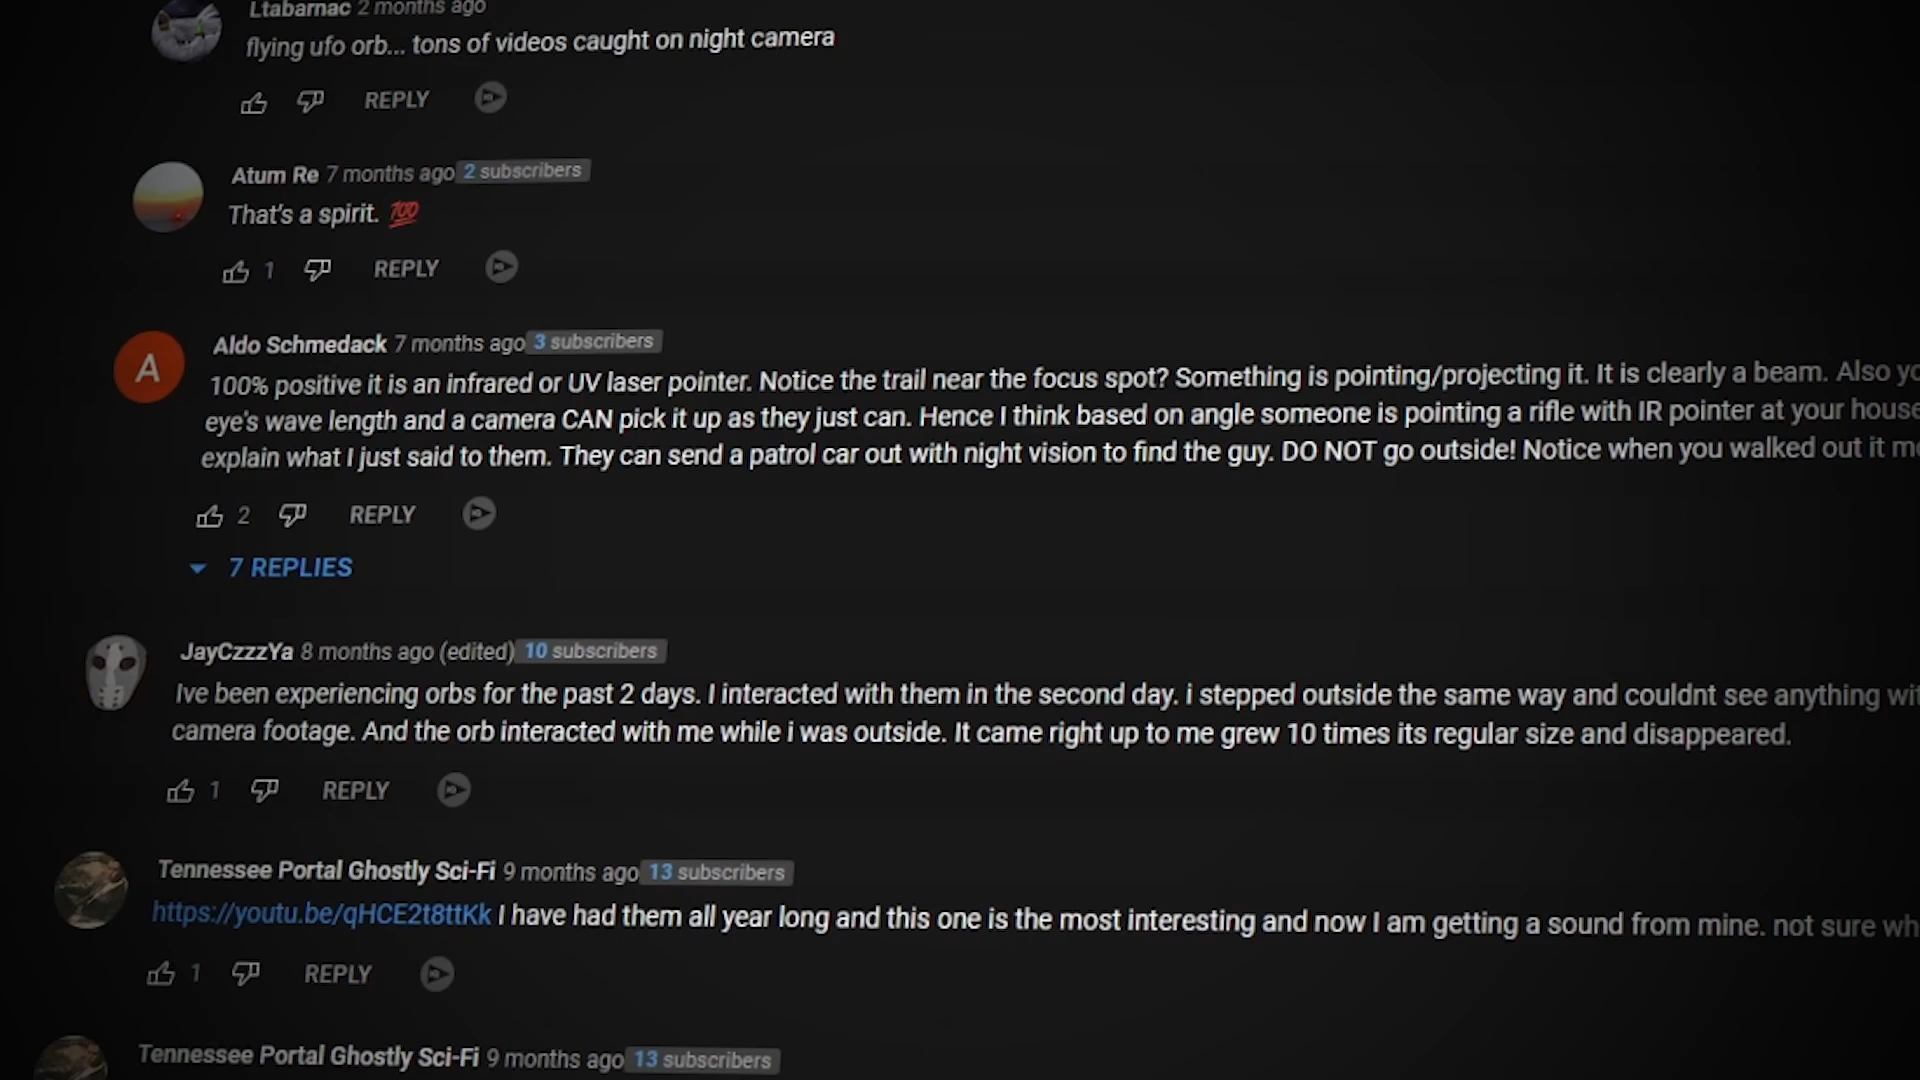 Ltabarnac 2 months ago
flying ufo orb... tons of videos caught on night camera
REPLY
Atum Re 7 months ago 2 subscribers
That's a spirit. 💯
1 REPLY
A
Aldo Schmedack 7 months ago 3 subscribers
100% positive it is an infrared or UV laser pointer. Notice the trail near the focus spot? Something is pointing/projecting it. It is clearly a beam. Also yo
eye's wave length and a camera CAN pick it up as they just can. Hence I think based on angle someone is pointing a rifle with IR pointer at your house
explain what I just said to them. They can send a patrol car out with night vision to find the guy. DO NOT go outside! Notice when you walked out it mo
2 REPLY
7 REPLIES
JayCzzzYa 8 months ago (edited) 10 subscribers
Ive been experiencing orbs for the past 2 days. I interacted with them in the second day. i stepped outside the same way and couldnt see anything wit
camera footage. And the orb interacted with me while i was outside. It came right up to me grew 10 times its regular size and disappeared.
1 REPLY
Tennessee Portal Ghostly Sci-Fi 9 months ago 13 subscribers
https://youtu.be/qHCE2t8ttKk I have had them all year long and this one is the most interesting and now I am getting a sound from mine. not sure wh
1 REPLY
Tennessee Portal Ghostly Sci-Fi 9 months ago 13 subscribers